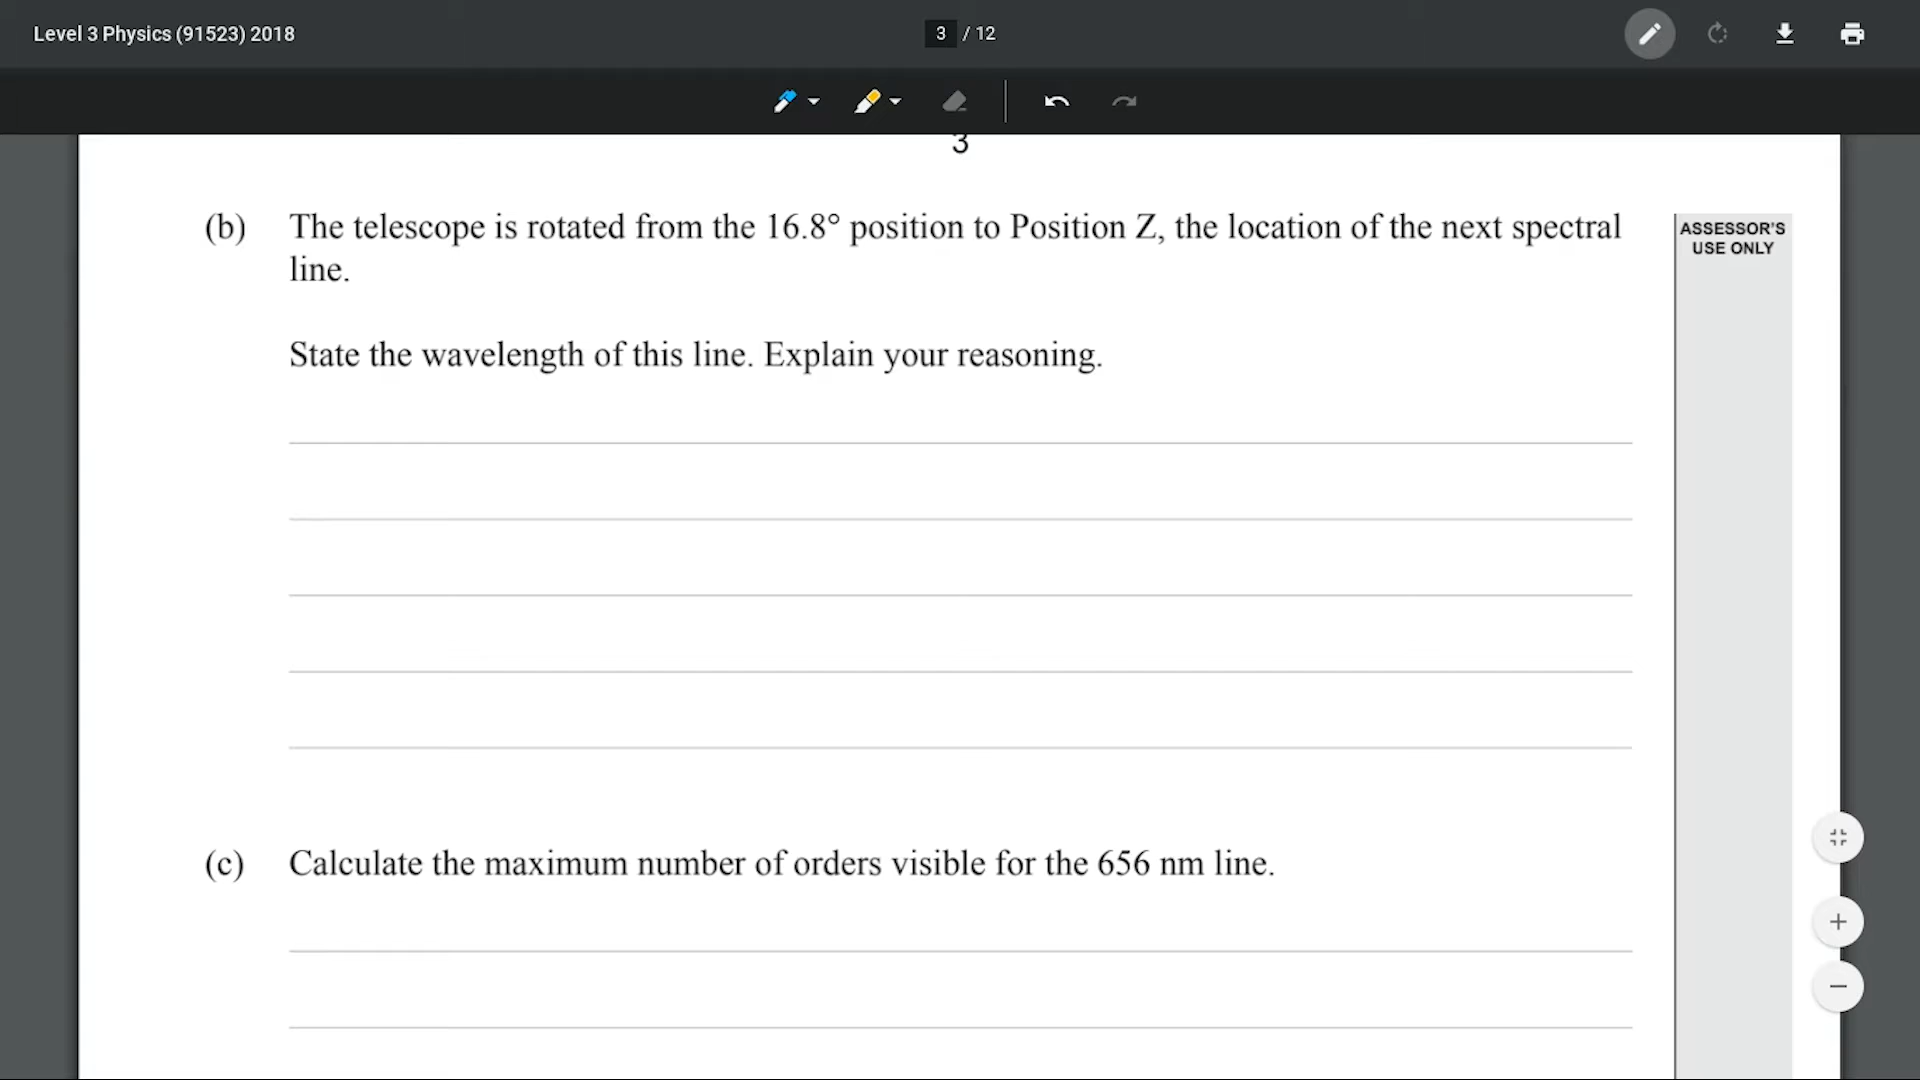 Level 3 Physics (91523) 2018
3 / 12
3
(b) The telescope is rotated from the 16.8° position to Position Z, the location of the next spectral
line.
ASSESSOR'S
USE ONLY
State the wavelength of this line. Explain your reasoning.
(c) Calculate the maximum number of orders visible for the 656 nm line.